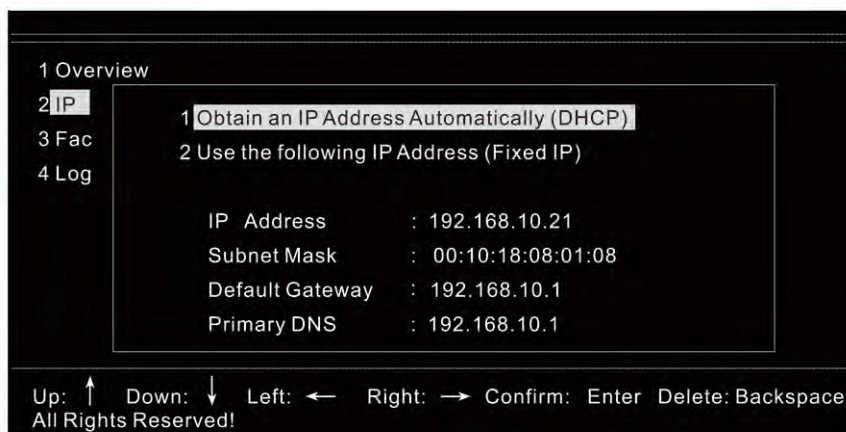 1 Overview
2 IP
3 Fac
4 Log
1 Obtain an IP Address Automatically (DHCP)
2 Use the following IP Address (Fixed IP)
IP Address : 192.168.10.21
Subnet Mask : 00:10:18:08:01:08
Default Gateway : 192.168.10.1
Primary DNS : 192.168.10.1
Up: ↑ Down: ↓ Left: ← Right: → Confirm: Enter Delete: Backspace
All Rights Reserved!